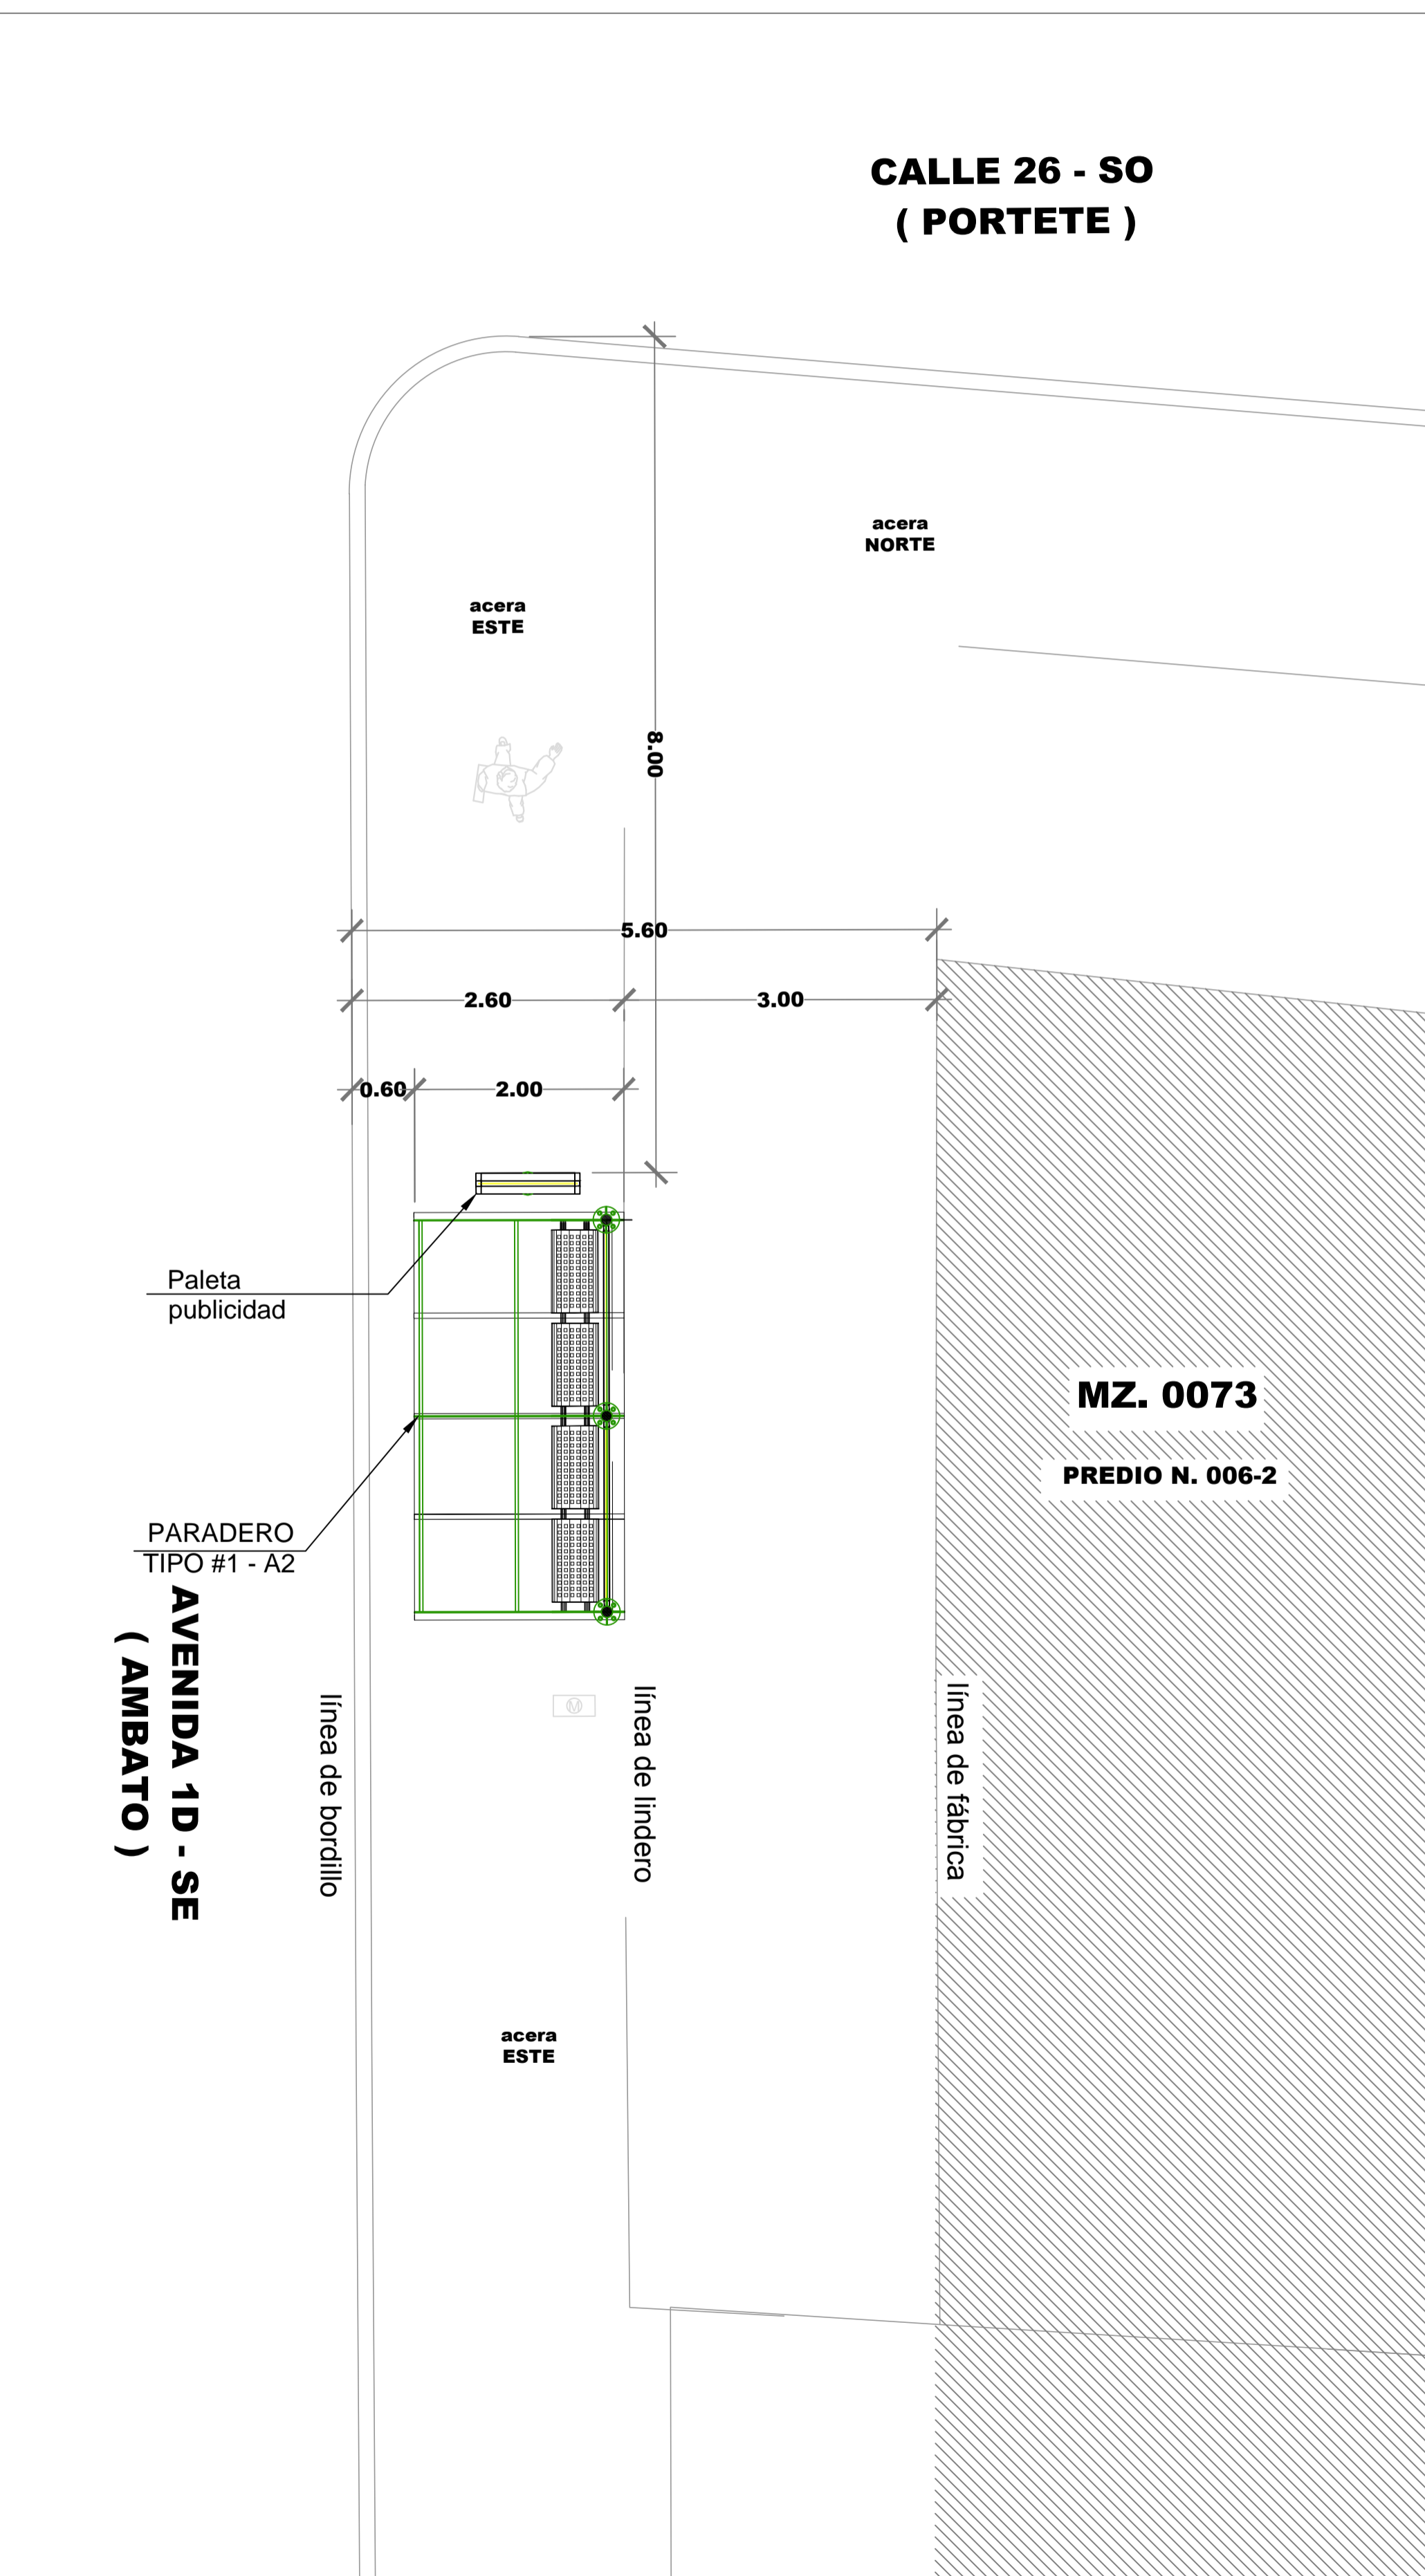 CALLE 26 - SO
( PORTETE )
acera
NORTE
acera
ESTE
8.00
5.60
2.60
3.00
0.60
2.00
Paleta
publicidad
MZ. 0073
PREDIO N. 006-2
PARADERO
TIPO #1 - A2
AVENIDA 1D - SE
( AMBATO )
línea de bordillo
línea de lindero
línea de fábrica
M
acera
ESTE